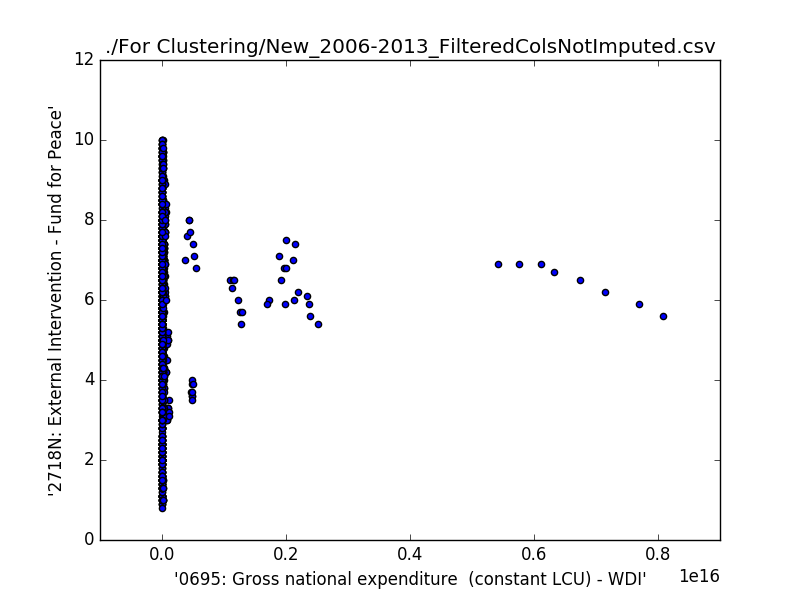 ./For Clustering/New_2006-2013_FilteredColsNotImputed.csv
12
10
8
6
4
2
0
'2718N: External Intervention - Fund for Peace'
0.0 0.2 0.4 0.6 0.8
1e16
'0695: Gross national expenditure  (constant LCU) - WDI'